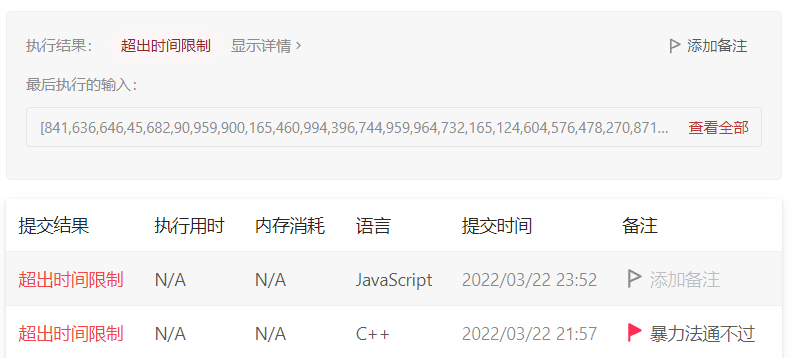 执行结果： 超出时间限制 显示详情 > 添加备注
最后执行的输入：
[841,636,646,45,682,90,959,900,165,460,994,396,744,959,964,732,165,124,604,576,478,270,871... 查看全部
提交结果 执行用时 内存消耗 语言 提交时间 备注
超出时间限制 N/A N/A JavaScript 2022/03/22 23:52 添加备注
超出时间限制 N/A N/A C++ 2022/03/22 21:57 暴力法通不过